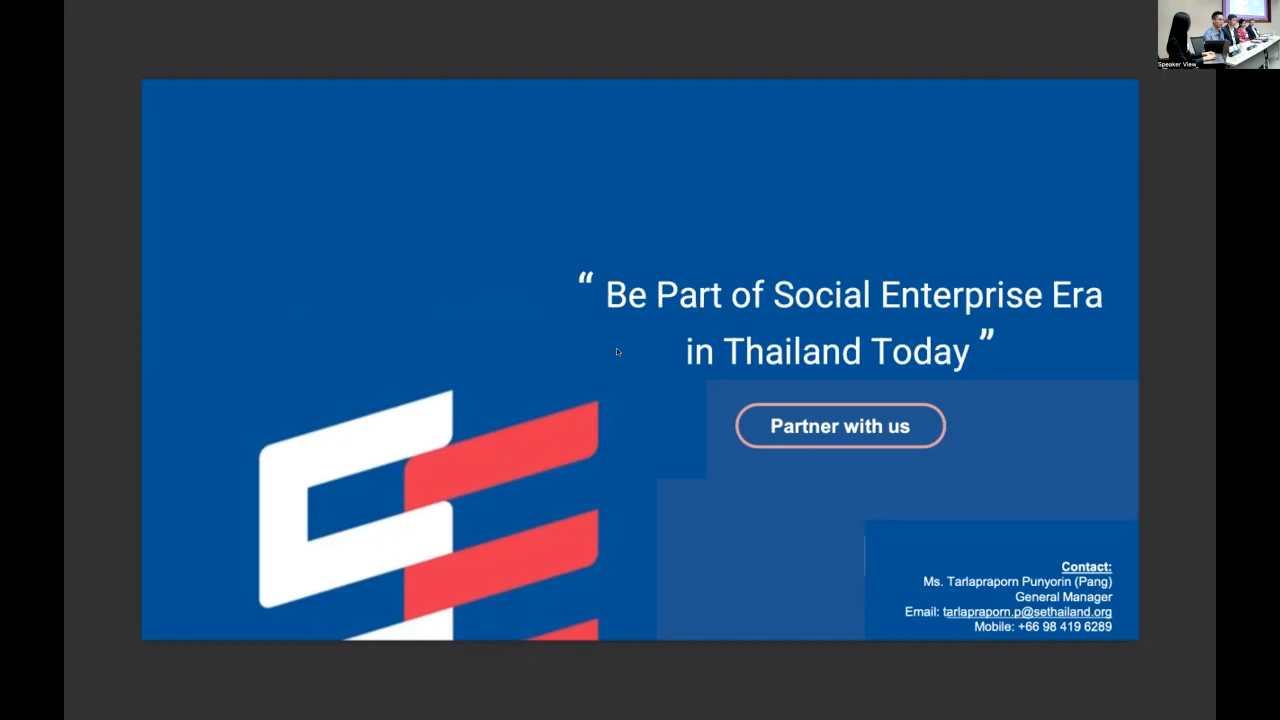 Speaker View
“ Be Part of Social Enterprise Era
in Thailand Today ”
Partner with us
Contact:
Ms. Tarlapraporn Punyorin (Pang)
General Manager
Email: tarlapraporn.p@sethailand.org
Mobile: +66 98 419 6289